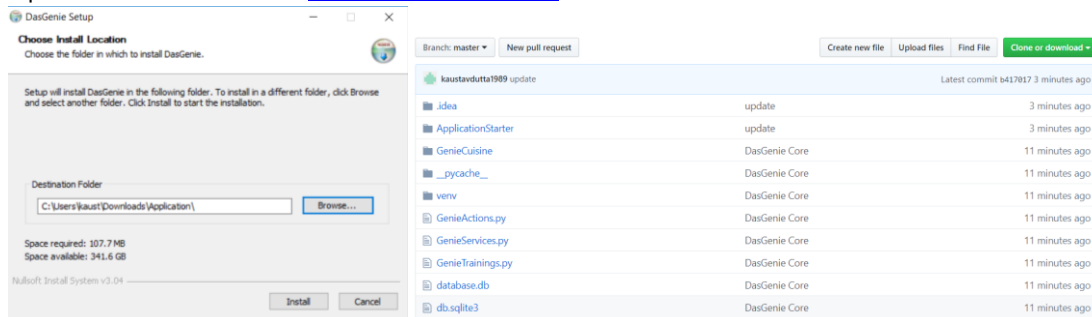 DasGenie Setup
Choose Install Location
Choose the folder in which to install DasGenie.
Setup will install DasGenie in the following folder. To install in a different folder, click Browse
and select another folder. Click Install to start the installation.
Destination Folder
C:\Users\kaust\Downloads\Application\
Browse...
Space required: 107.7 MB
Space available: 341.6 GB
Nullsoft Install System v3.04
Install Cancel
Branch: master New pull request Create new file Upload files Find File Clone or download
kaustavdutta1989 update Latest commit b417017 3 minutes ago
.idea update 3 minutes ago
ApplicationStarter update 3 minutes ago
GenieCuisine DasGenie Core 11 minutes ago
__pycache__ DasGenie Core 11 minutes ago
venv DasGenie Core 11 minutes ago
GenieActions.py DasGenie Core 11 minutes ago
GenieServices.py DasGenie Core 11 minutes ago
GenieTrainings.py DasGenie Core 11 minutes ago
database.db DasGenie Core 11 minutes ago
db.sqlite3 DasGenie Core 11 minutes ago